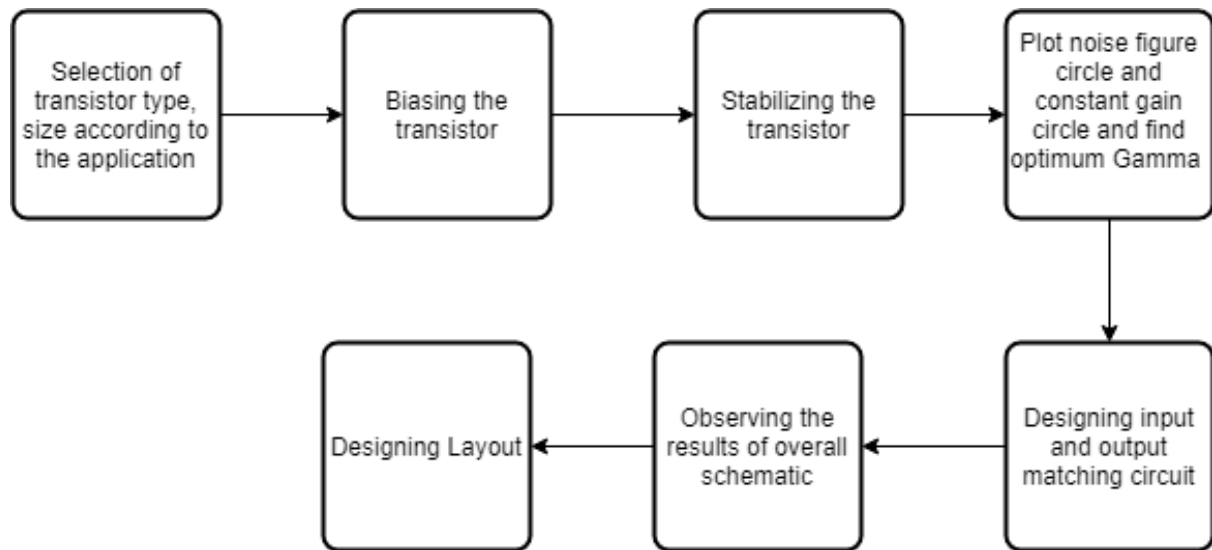 Selection of
transistor type,
size according to
the application
Biasing the
transistor
Stabilizing the
transistor
Plot noise figure
circle and
constant gain
circle and find
optimum Gamma
Designing input
and output
matching circuit
Observing the
results of overall
schematic
Designing Layout